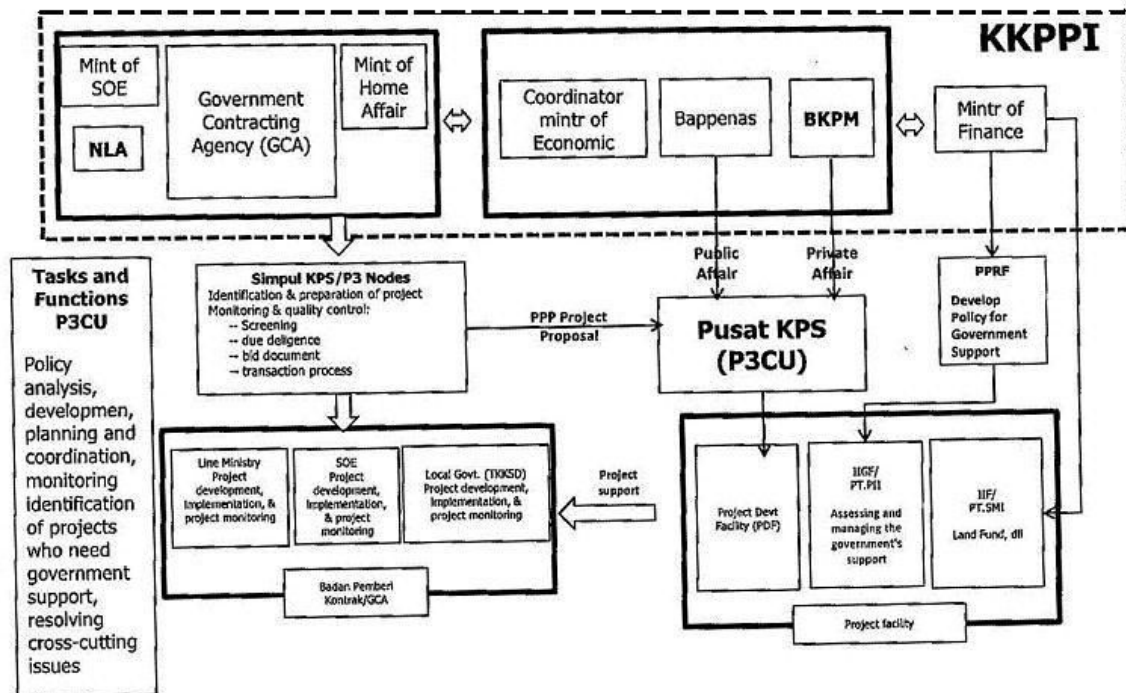 KKPPI
Mint of
SOE
NLA
Government
Contracting
Agency (GCA)
Mint of
Home
Affair
Coordinator
mintr of
Economic
Bappenas
BKPM
Mintr of
Finance
Public
Affair
Private
Affair
Tasks and
Functions
P3CU
Policy
analysis,
developmen,
planning and
coordination,
monitoring
identification
of projects
who need
government
support,
resolving
cross-cutting
issues
Simpul KPS/P3 Nodes
Identification & preparation of project
Monitoring & quality control:
-- Screening
-- due deligence
-- bid document
-- transaction process
PPP Project
Proposal
Pusat KPS
(P3CU)
PPRF
Develop
Policy for
Government
Support
Line Ministry
Project
development,
Implementation, &
project monitoring
SOE
Project
development,
Implementation,
& project
monitoring
Local Govt. (TKKSD)
Project development,
Implementation, &
project monitoring
Badan Pemberi
Kontrak/GCA
Project
support
Project Devt
Facility (PDF)
IIGF/
PT.PII
Assessing and
managing the
government's
support
IIF/
PT.SMI
Land Fund, dll
Project facility